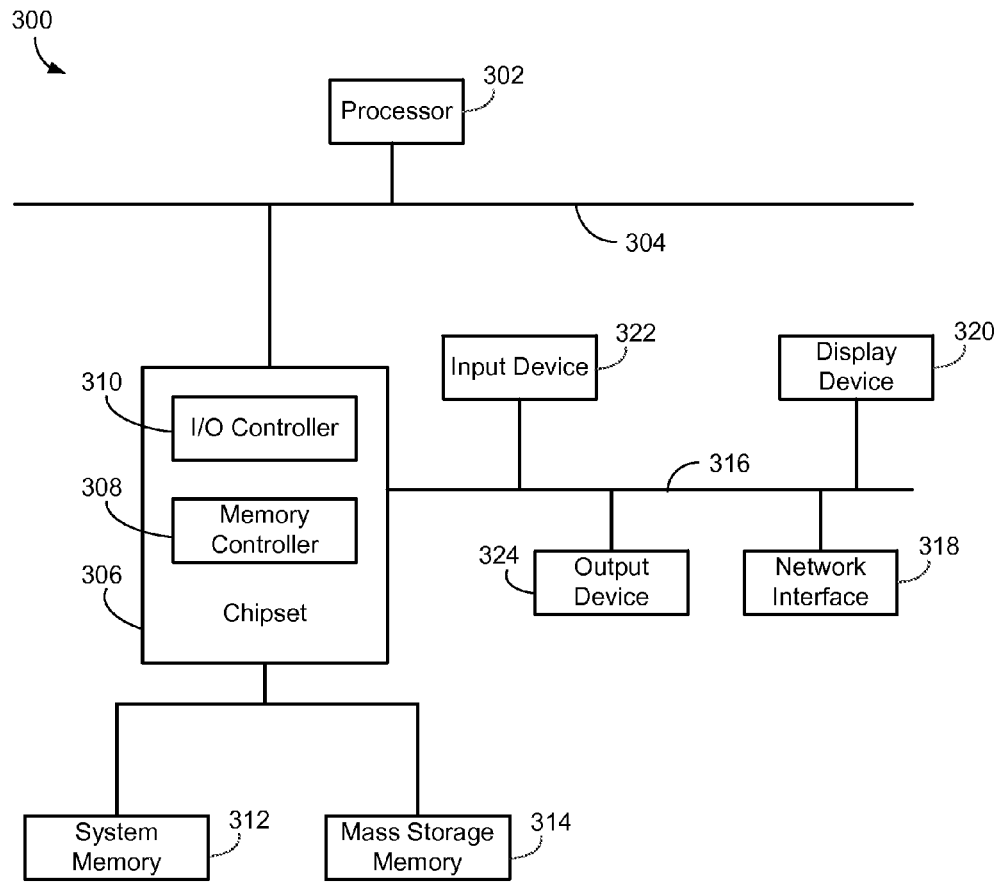 300
302
Processor
304
322
320
Input Device
Display
Device
310
I/O Controller
316
308
Memory
Controller
306
Chipset
324
Output
Device
Network
Interface
318
System
Memory
312
Mass Storage
Memory
314